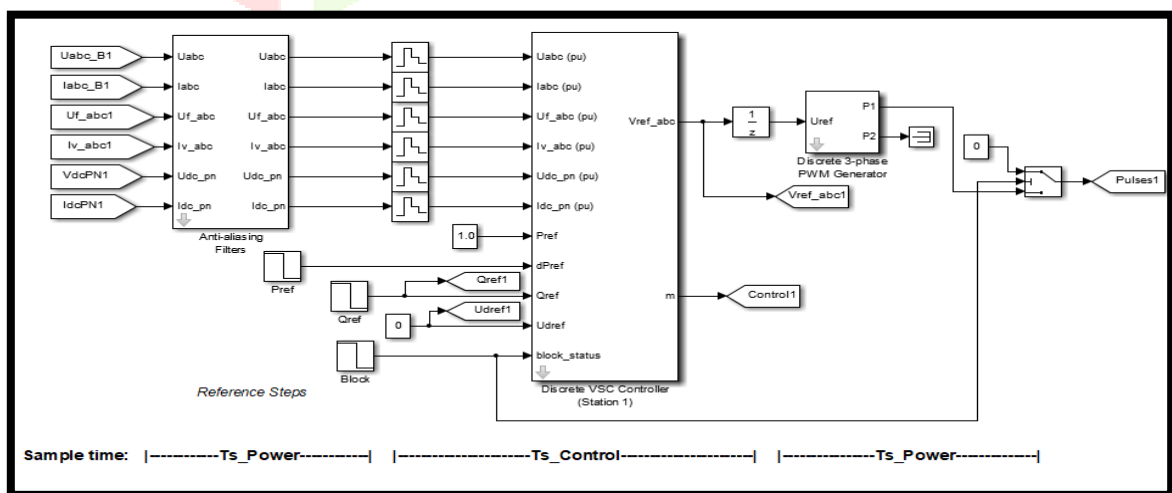 Uabc_B1
Iabc_B1
Uf_abc1
Iv_abc1
VdcPN1
IdcPN1
Uabc Uabc
Iabc Iabc
Uf_abc Uf_abc
Iv_abc Iv_abc
Udc_pn Udc_pn
Idc_pn Idc_pn
Anti-aliasing
Filters
Uabc (pu)
Iabc (pu)
Uf_abc (pu)
Iv_abc (pu)
Udc_pn (pu)
Idc_pn (pu)
Pref
dPref
Qref
Udref
block_status
Vref_abc
m
Discrete VSC Controller
(Station 1)
1.0
Pref
Qref
Qref1
0
Udref1
Block
Reference Steps
1
z
Uref
P1
P2
Discrete 3-phase
PWM Generator
0
Pulses1
Vref_abc1
Control1
Sample time: |------------Ts_Power------------| |-----------------------Ts_Control-----------------------| |----------------Ts_Power--------------|